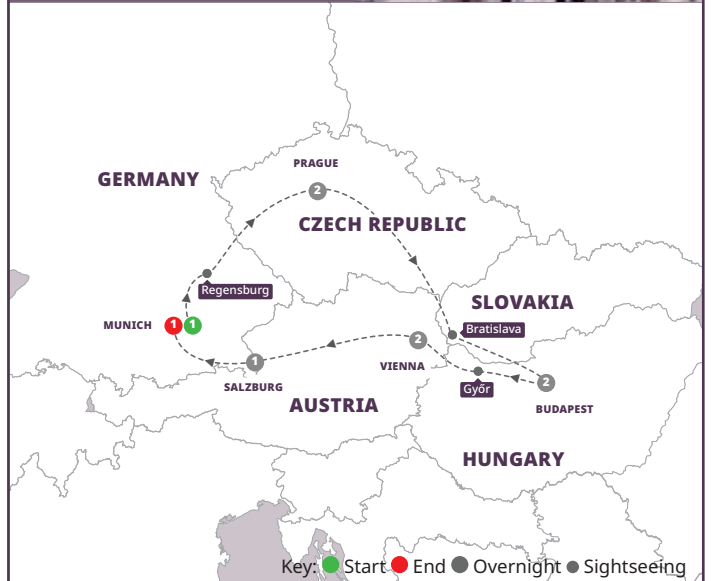 PRAGUE
GERMANY
2
CZECH REPUBLIC
Regensburg
SLOVAKIA
MUNICH 1 1
Bratislava
2
VIENNA
1
SALZBURG
Győr
2
AUSTRIA
BUDAPEST
HUNGARY
Key: Start End Overnight Sightseeing